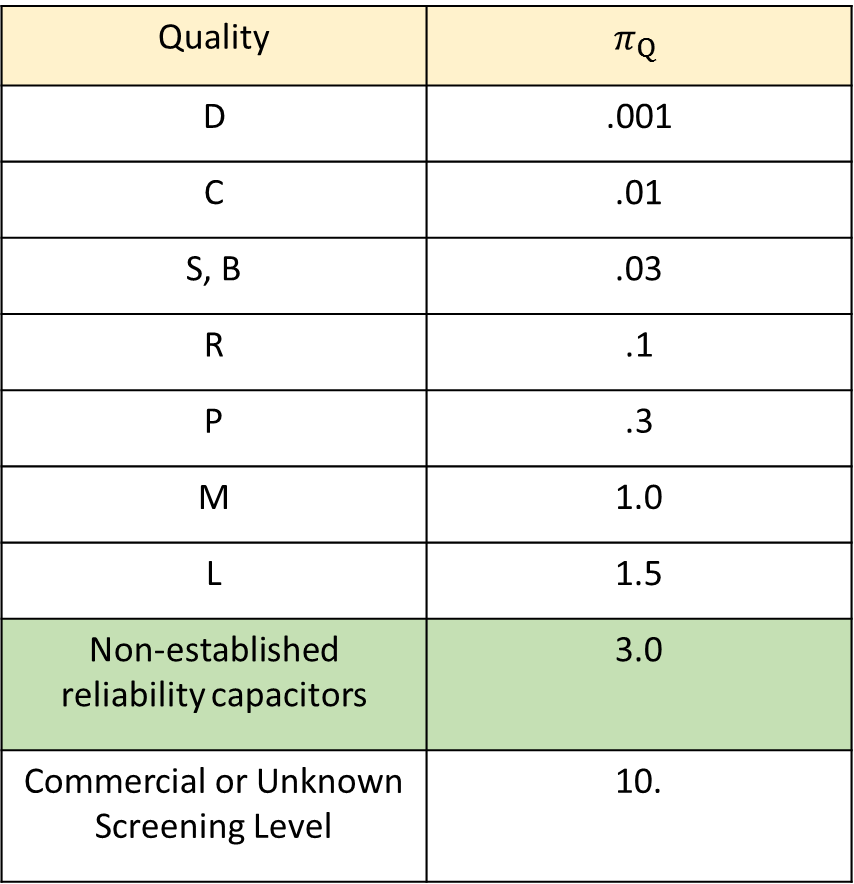 Quality
πQ
D
.001
C
.01
S, B
.03
R
.1
P
.3
M
1.0
L
1.5
Non-established
reliability capacitors
3.0
Commercial or Unknown
Screening Level
10.